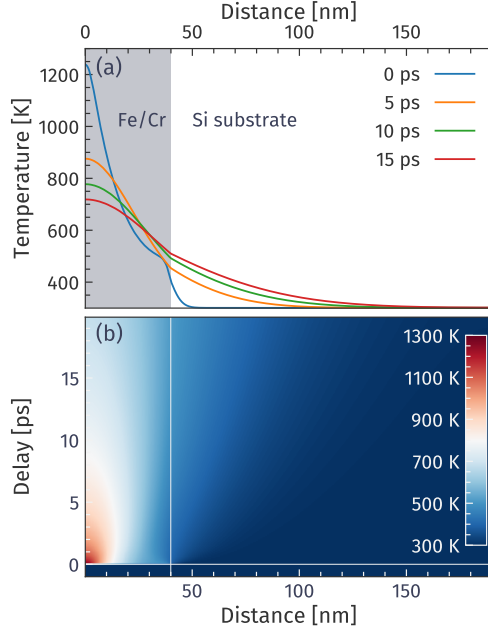 Distance [nm]
0 50 100 150
(a)
Fe/Cr
Si substrate
0 ps
5 ps
10 ps
15 ps
Temperature [K]
1200
1000
800
600
400
(b)
1300 K
1100 K
900 K
700 K
500 K
300 K
Delay [ps]
15
10
5
0
50 100 150
Distance [nm]